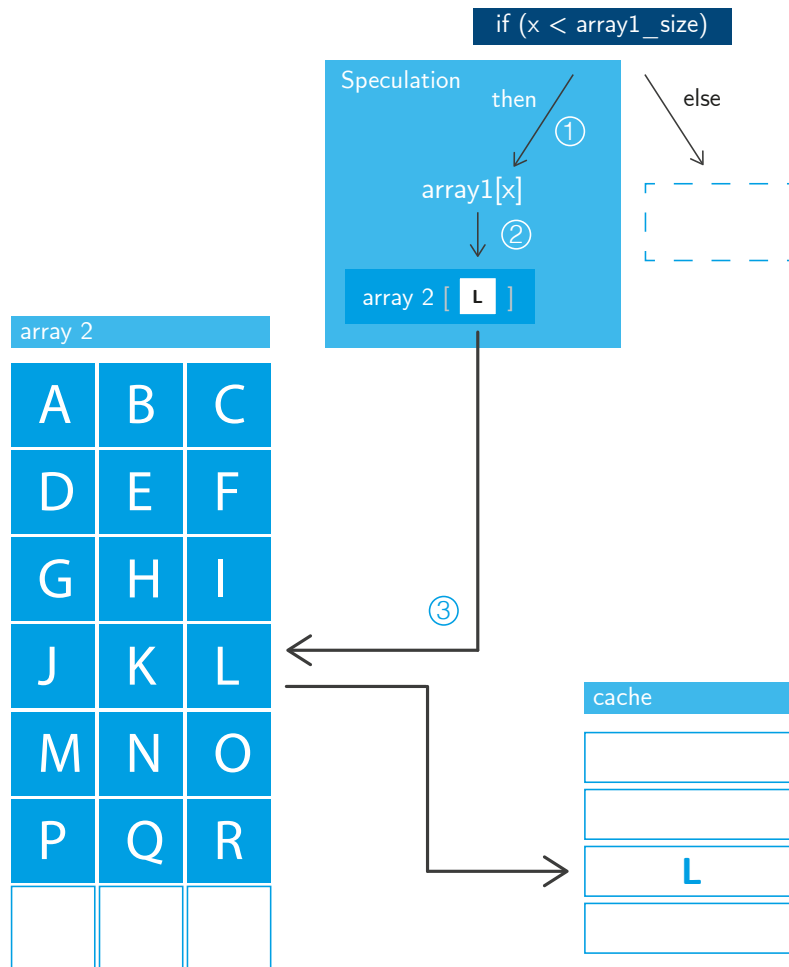 if (x < array1_size)
Speculation
then
else
①
array1[x]
②
array 2 [ L ]
array 2
A B C
D E F
G H I
③
J K L
M N O
P Q R
cache
L